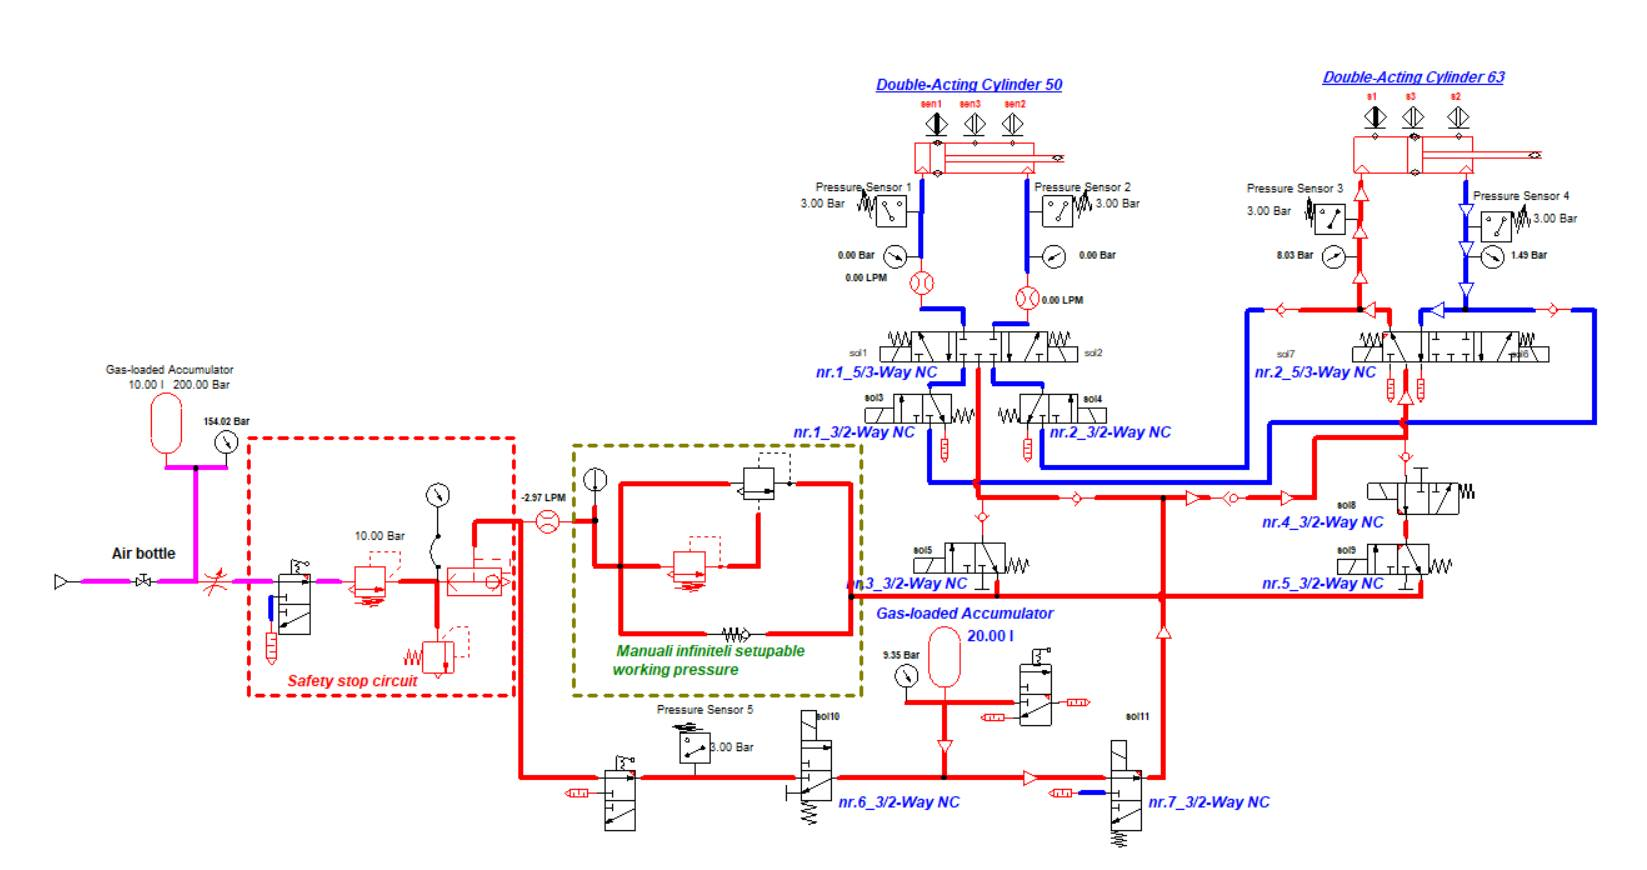 Double-Acting Cylinder 50
Double-Acting Cylinder 63
sen1 sen3 sen2
s1 s3 s2
Pressure Sensor 1
3.00 Bar
Pressure Sensor 2
3.00 Bar
Pressure Sensor 3
3.00 Bar
Pressure Sensor 4
3.00 Bar
0.00 Bar
0.00 Bar
8.03 Bar
1.49 Bar
0.00 LPM
0.00 LPM
sol1
sol2
sol7
sol6
nr.1_5/3-Way NC
nr.2_5/3-Way NC
Gas-loaded Accumulator
10.00 l 200.00 Bar
154.02 Bar
sol3
sol4
nr.1_3/2-Way NC
nr.2_3/2-Way NC
-2.97 LPM
sol8
nr.4_3/2-Way NC
10.00 Bar
Air bottle
sol5
sol9
nr.3_3/2-Way NC
nr.5_3/2-Way NC
Gas-loaded Accumulator
20.00 l
Manuali infiniteli setupable
working pressure
9.35 Bar
Safety stop circuit
Pressure Sensor 5
3.00 Bar
sol10
sol11
nr.6_3/2-Way NC
nr.7_3/2-Way NC